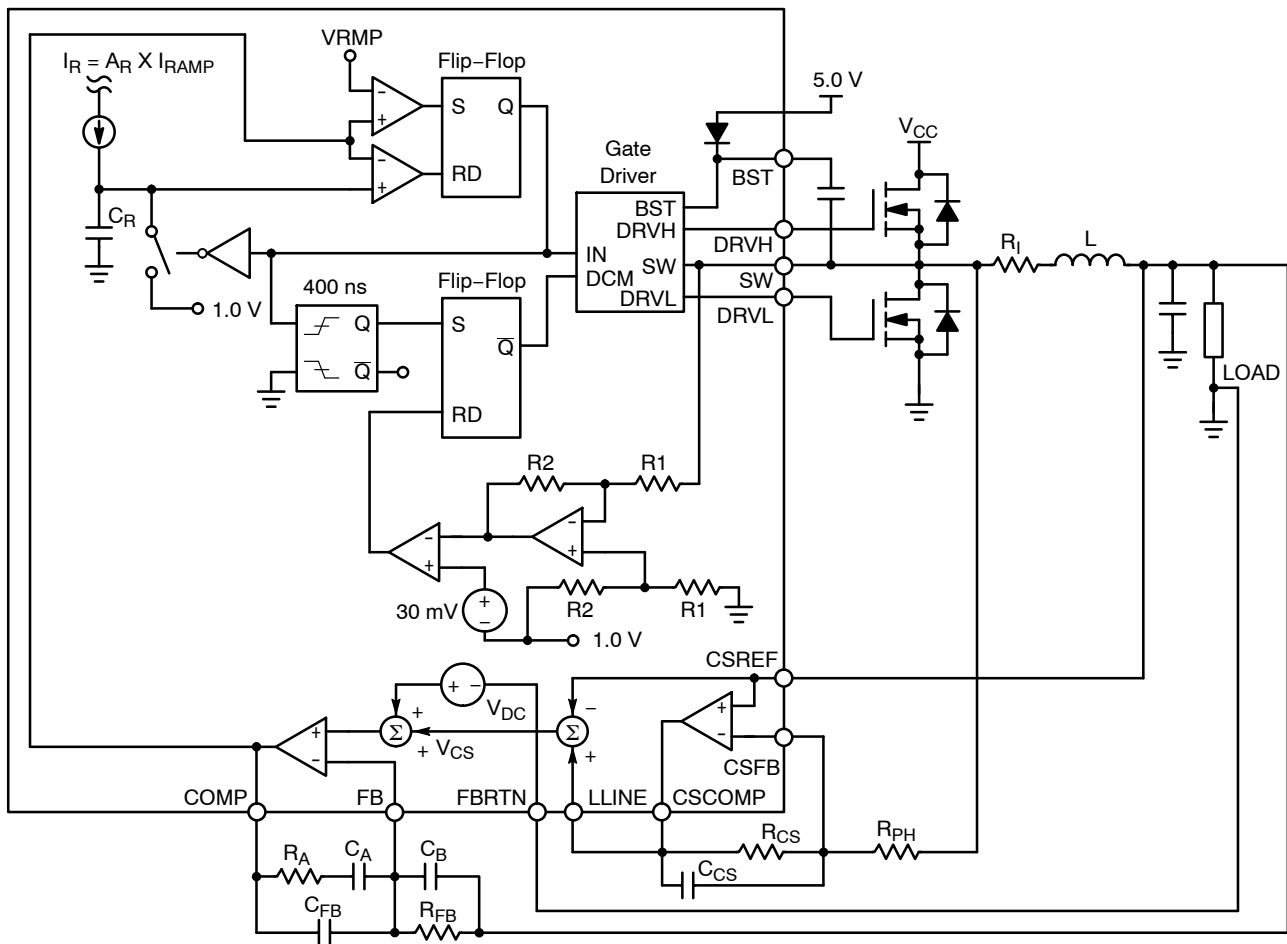 VRMP
Flip–Flop
I_R = A_R X I_RAMP
5.0 V
V_CC
S
Q
RD
Gate
Driver
BST
BST
DRVH
DRVH
IN
SW
SW
DCM
DRVL
DRVL
C_R
R_I
L
1.0 V
400 ns
Flip–Flop
Q
S
Q̅
Q̅
RD
LOAD
R2
R1
-
+
R2
R1
30 mV
1.0 V
CSREF
V_DC
V_CS
Σ
Σ
CSFB
COMP
FB
FBRTN
LLINE
CSCOMP
R_A
C_A
C_B
R_CS
R_PH
C_CS
C_FB
R_FB